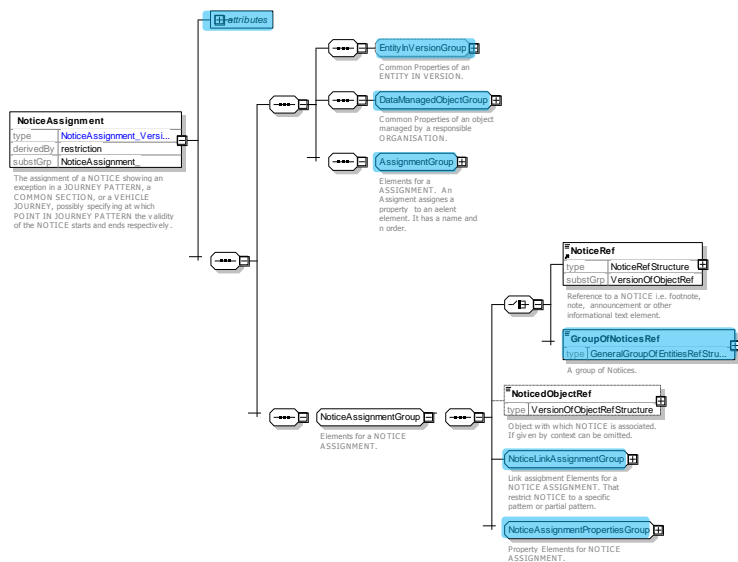 attributes
EntityInVersionGroup
Common Properties of an
ENTITY IN VERSION.
DataManagedObjectGroup
Common Properties of an object
managed by a responsible
ORGANISATION.
AssignmentGroup
Elements for a
ASSIGNMENT. An
Assigment assignes a
property to an aelent
element. It has a name and
n order.
NoticeAssignment
type NoticeAssignment_Versi...
derivedBy restriction
substGrp NoticeAssignment_
The assignment of a NOTICE showing an
exception in a JOURNEY PATTERN, a
COMMON SECTION, or a VEHICLE
JOURNEY, possibly specifying at which
POINT IN JOURNEY PATTERN the validity
of the NOTICE starts and ends respectively.
NoticeRef
type NoticeRefStructure
substGrp VersionOfObjectRef
Reference to a NOTICE i.e. footnote,
note, announcement or other
informational text element.
GroupOfNoticesRef
type GeneralGroupOfEntitiesRefStru...
A group of Notiices.
NoticeAssignmentGroup
Elements for a NOTICE
ASSIGNMENT.
NoticedObjectRef
type VersionOfObjectRefStructure
Object with which NOTICE is associated.
If given by context can be omitted.
NoticeLinkAssignmentGroup
Link assigbment Elements for a
NOTICE ASSIGNMENT. That
restrict NOTICE to a specific
pattern or partial pattern.
NoticeAssignmentPropertiesGroup
Property Elements for NOTICE
ASSIGNMENT.